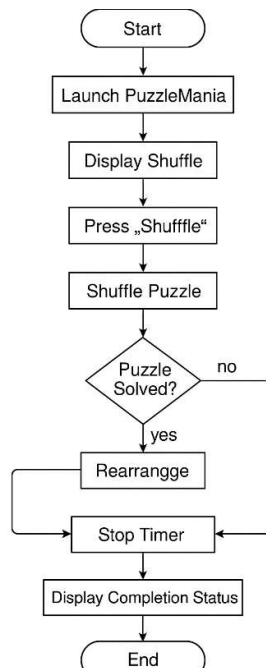 Start
Launch PuzzleMania
Display Shuffle
Press „Shufffle“
Shuffle Puzzle
Puzzle
Solved?
no
yes
Rearrangge
Stop Timer
Display Completion Status
End